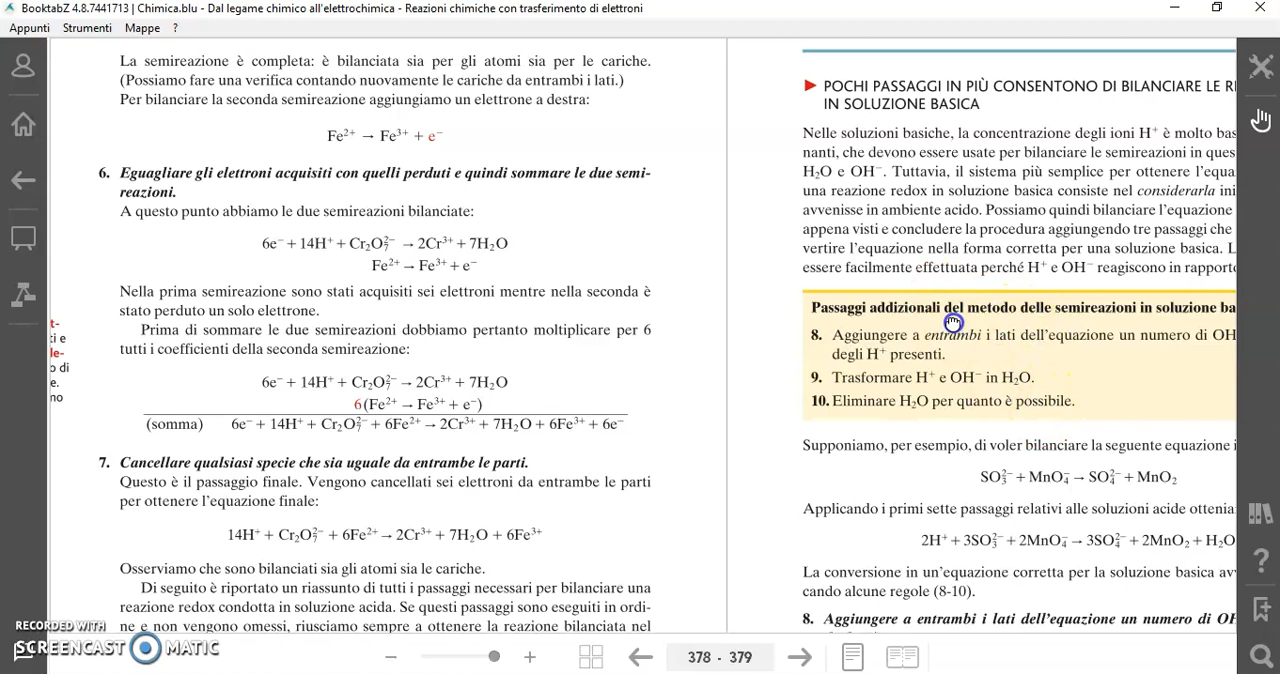 BooktabZ 4.8.7441713 | Chimica.blu - Dal legame chimico all'elettrochimica - Reazioni chimiche con trasferimento di elettroni
Appunti Strumenti Mappe ?
La semireazione è completa: è bilanciata sia per gli atomi sia per le cariche.
(Possiamo fare una verifica contando nuovamente le cariche da entrambi i lati.)
Per bilanciare la seconda semireazione aggiungiamo un elettrone a destra:
Fe²⁺ → Fe³⁺ + e⁻
6. Eguagliare gli elettroni acquisiti con quelli perduti e quindi sommare le due semi-
reazioni.
A questo punto abbiamo le due semireazioni bilanciate:
6e⁻ + 14H⁺ + Cr₂O₇²⁻ → 2Cr³⁺ + 7H₂O
Fe²⁺ → Fe³⁺ + e⁻
Nella prima semireazione sono stati acquisiti sei elettroni mentre nella seconda è
stato perduto un solo elettrone.
Prima di sommare le due semireazioni dobbiamo pertanto moltiplicare per 6
tutti i coefficienti della seconda semireazione:
6e⁻ + 14H⁺ + Cr₂O₇²⁻ → 2Cr³⁺ + 7H₂O
6(Fe²⁺ → Fe³⁺ + e⁻)
(somma) 6e⁻ + 14H⁺ + Cr₂O₇²⁻ + 6Fe²⁺ → 2Cr³⁺ + 7H₂O + 6Fe³⁺ + 6e⁻
7. Cancellare qualsiasi specie che sia uguale da entrambe le parti.
Questo è il passaggio finale. Vengono cancellati sei elettroni da entrambe le parti
per ottenere l'equazione finale:
14H⁺ + Cr₂O₇²⁻ + 6Fe²⁺ → 2Cr³⁺ + 7H₂O + 6Fe³⁺
Osserviamo che sono bilanciati sia gli atomi sia le cariche.
Di seguito è riportato un riassunto di tutti i passaggi necessari per bilanciare una
reazione redox condotta in soluzione acida. Se questi passaggi sono eseguiti in ordi-
ne e non vengono omessi, riusciamo sempre a ottenere la reazione bilanciata nel
t-
i e
le-
o di
e.
no
POCHI PASSAGGI IN PIÙ CONSENTONO DI BILANCIARE LE RE
IN SOLUZIONE BASICA
Nelle soluzioni basiche, la concentrazione degli ioni H⁺ è molto bas
nanti, che devono essere usate per bilanciare le semireazioni in ques
H₂O e OH⁻. Tuttavia, il sistema più semplice per ottenere l'equa
una reazione redox in soluzione basica consiste nel considerarla ini
avvenisse in ambiente acido. Possiamo quindi bilanciare l'equazione
appena visti e concludere la procedura aggiungendo tre passaggi che
vertire l'equazione nella forma corretta per una soluzione basica. L
essere facilmente effettuata perché H⁺ e OH⁻ reagiscono in rapporto
Passaggi addizionali del metodo delle semireazioni in soluzione ba
8. Aggiungere a entrambi i lati dell'equazione un numero di OH
degli H⁺ presenti.
9. Trasformare H⁺ e OH⁻ in H₂O.
10. Eliminare H₂O per quanto è possibile.
Supponiamo, per esempio, di voler bilanciare la seguente equazione i
SO₃²⁻ + MnO₄⁻ → SO₄²⁻ + MnO₂
Applicando i primi sette passaggi relativi alle soluzioni acide ottenia
2H⁺ + 3SO₃²⁻ + 2MnO₄⁻ → 3SO₄²⁻ + 2MnO₂ + H₂O
La conversione in un'equazione corretta per la soluzione basica avv
cando alcune regole (8-10).
8. Aggiungere a entrambi i lati dell'equazione un numero di OH
RECORDED WITH
SCREENCAST MATIC
378 - 379